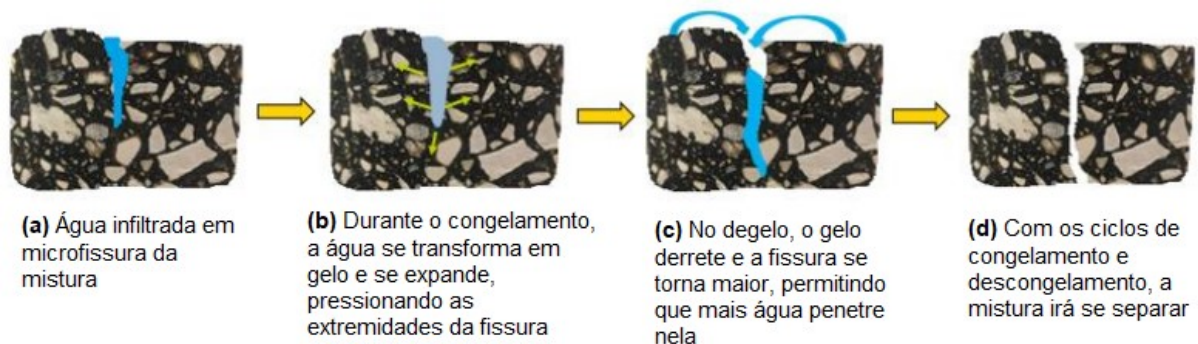 (a) Água infiltrada em
microfissura da
mistura
(b) Durante o congelamento,
a água se transforma em
gelo e se expande,
pressionando as
extremidades da fissura
(c) No degelo, o gelo
derrete e a fissura se
torna maior, permitindo
que mais água penetre
nela
(d) Com os ciclos de
congelamento e
descongelamento, a
mistura irá se separar